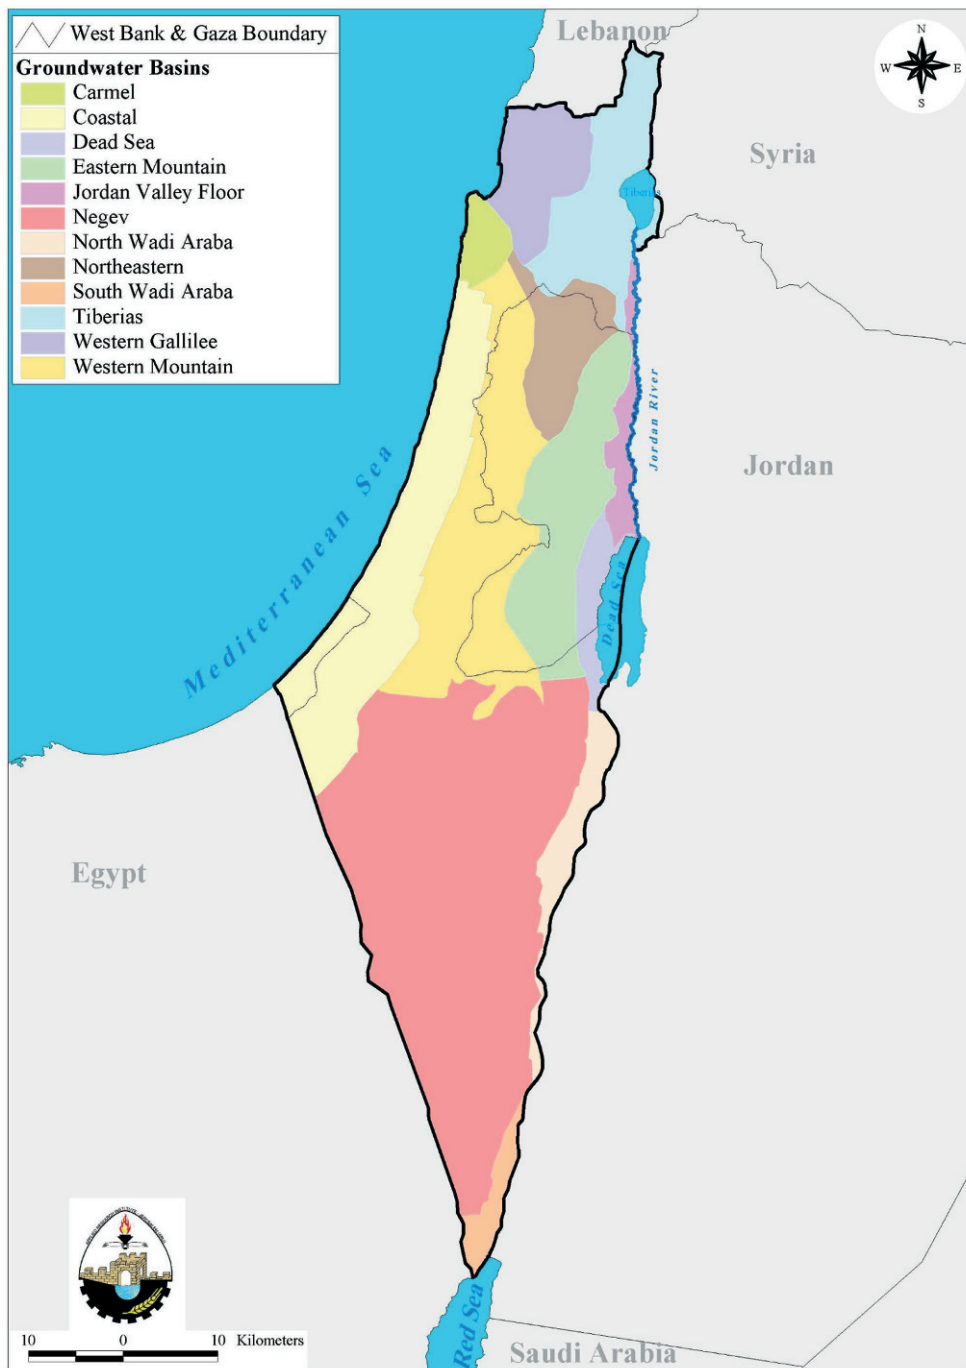 West Bank & Gaza Boundary
Groundwater Basins
Carmel
Coastal
Dead Sea
Eastern Mountain
Jordan Valley Floor
Negev
North Wadi Araba
Northeastern
South Wadi Araba
Tiberias
Western Gallilee
Western Mountain
Lebanon
N
W E
S
Syria
Tiberias
Jordan River
Jordan
Mediterranean Sea
Dead Sea
Egypt
10 0 10 Kilometers
Red Sea
Saudi Arabia